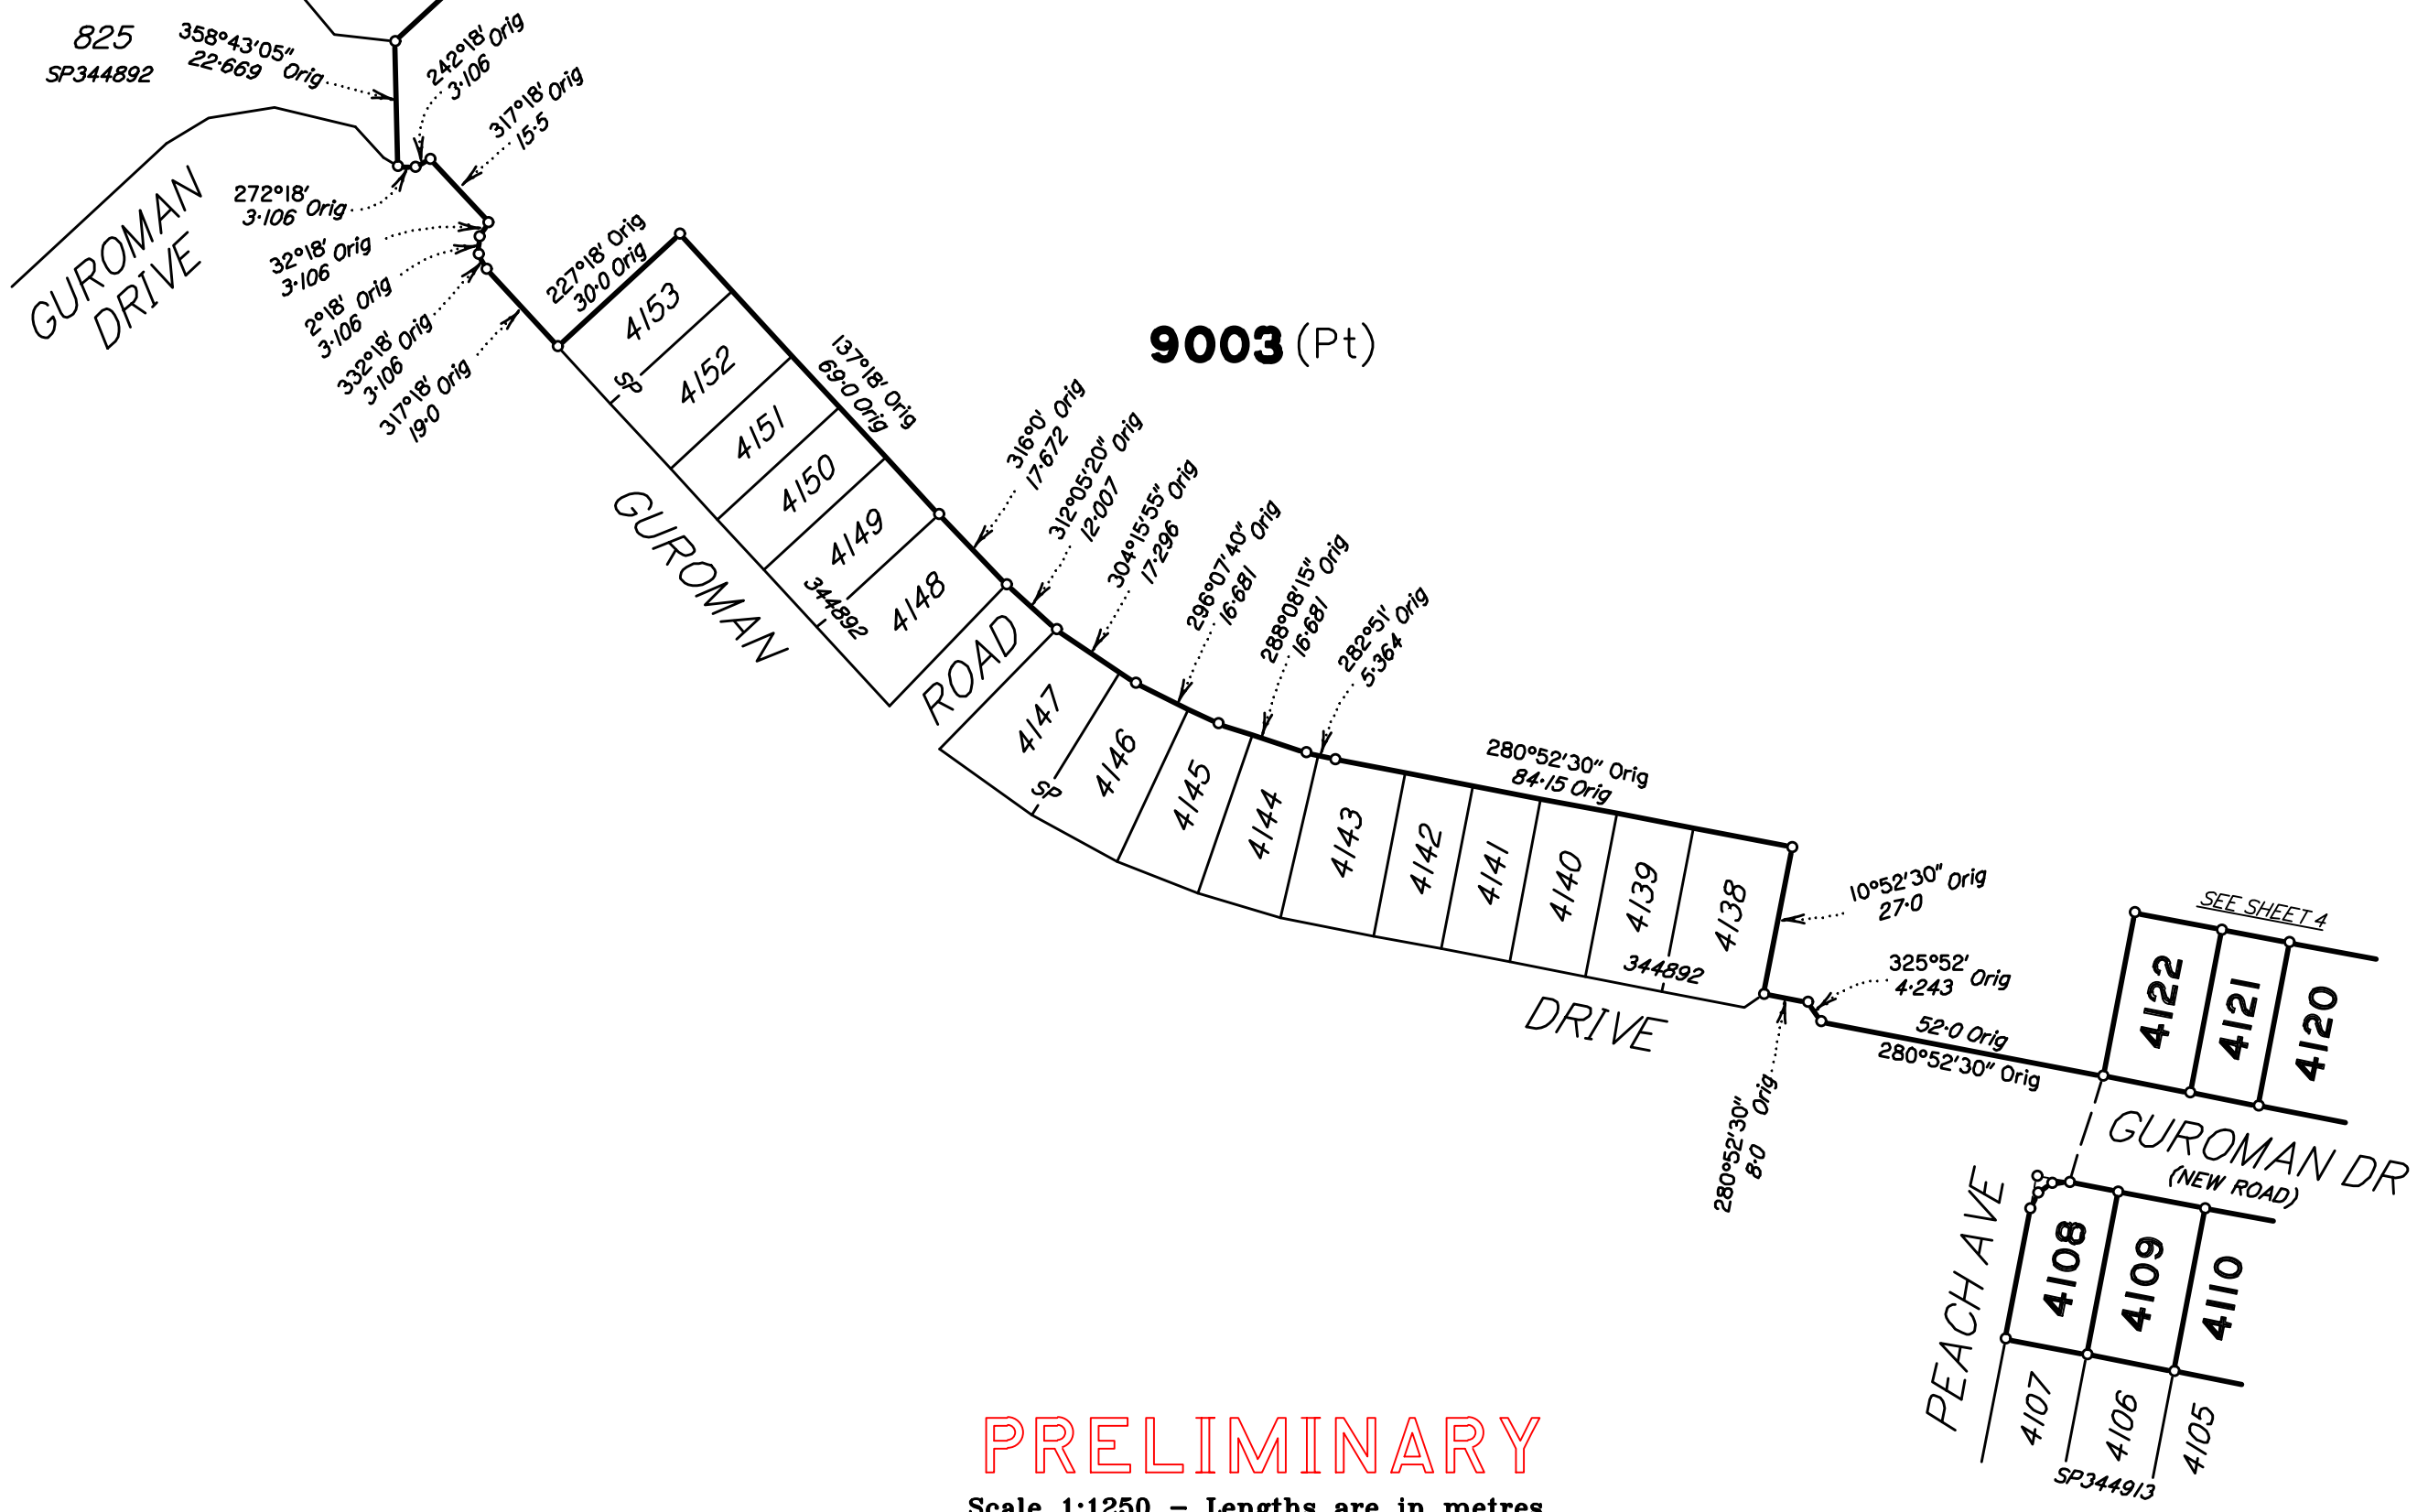 825
SP344892
358°43'05" Orig
22·669
242°18' Orig
3·106
317°18' Orig
15·5
GUROMAN
DRIVE
272°18' Orig
3·106
32°18' Orig
3·106
2°18' Orig
3·106
332°18' Orig
3·106
317°18' Orig
19·0
227°18' Orig
30·0 Orig
4153
4152
4151
4150
4149
4148
SP
344892
137°18' Orig
69·0 Orig
9003 (Pt)
GUROMAN
ROAD
316°0' Orig
17·672
312°05'20" Orig
12·007
304°15'55" Orig
17·296
296°07'40" Orig
16·681
288°08'15" Orig
16·681
282°51' Orig
5·364
4147
4146
4145
4144
4143
4142
4141
4140
4139
4138
SP
344892
280°52'30" Orig
84·15 Orig
DRIVE
10°52'30" Orig
27·0
325°52' Orig
4·243
52·0 Orig
280°52'30" Orig
280°52'30" Orig
8·0
SEE SHEET 4
4122
4121
4120
GUROMAN DR
(NEW ROAD)
PEACH AVE
4108
4109
4110
4107
4106
4105
SP344913
PRELIMINARY
Scale 1:1250 - Lengths are in metres